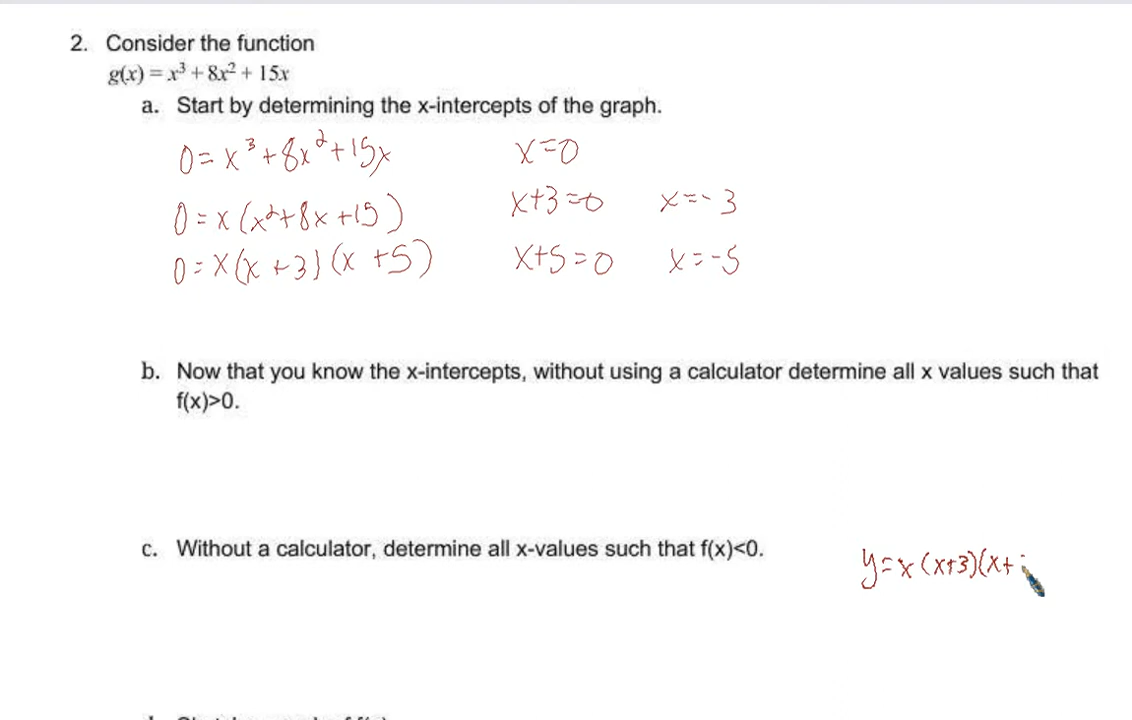 2. Consider the function
g(x) = x³ + 8x² + 15x
a. Start by determining the x-intercepts of the graph.
0 = x³ + 8x² + 15x
x = 0
0 = x (x² + 8x + 15)
x + 3 = 0
x = -3
0 = x (x + 3) (x + 5)
x + 5 = 0
x = -5
b. Now that you know the x-intercepts, without using a calculator determine all x values such that
f(x)>0.
c. Without a calculator, determine all x-values such that f(x)<0.
y = x (x+3)(x+